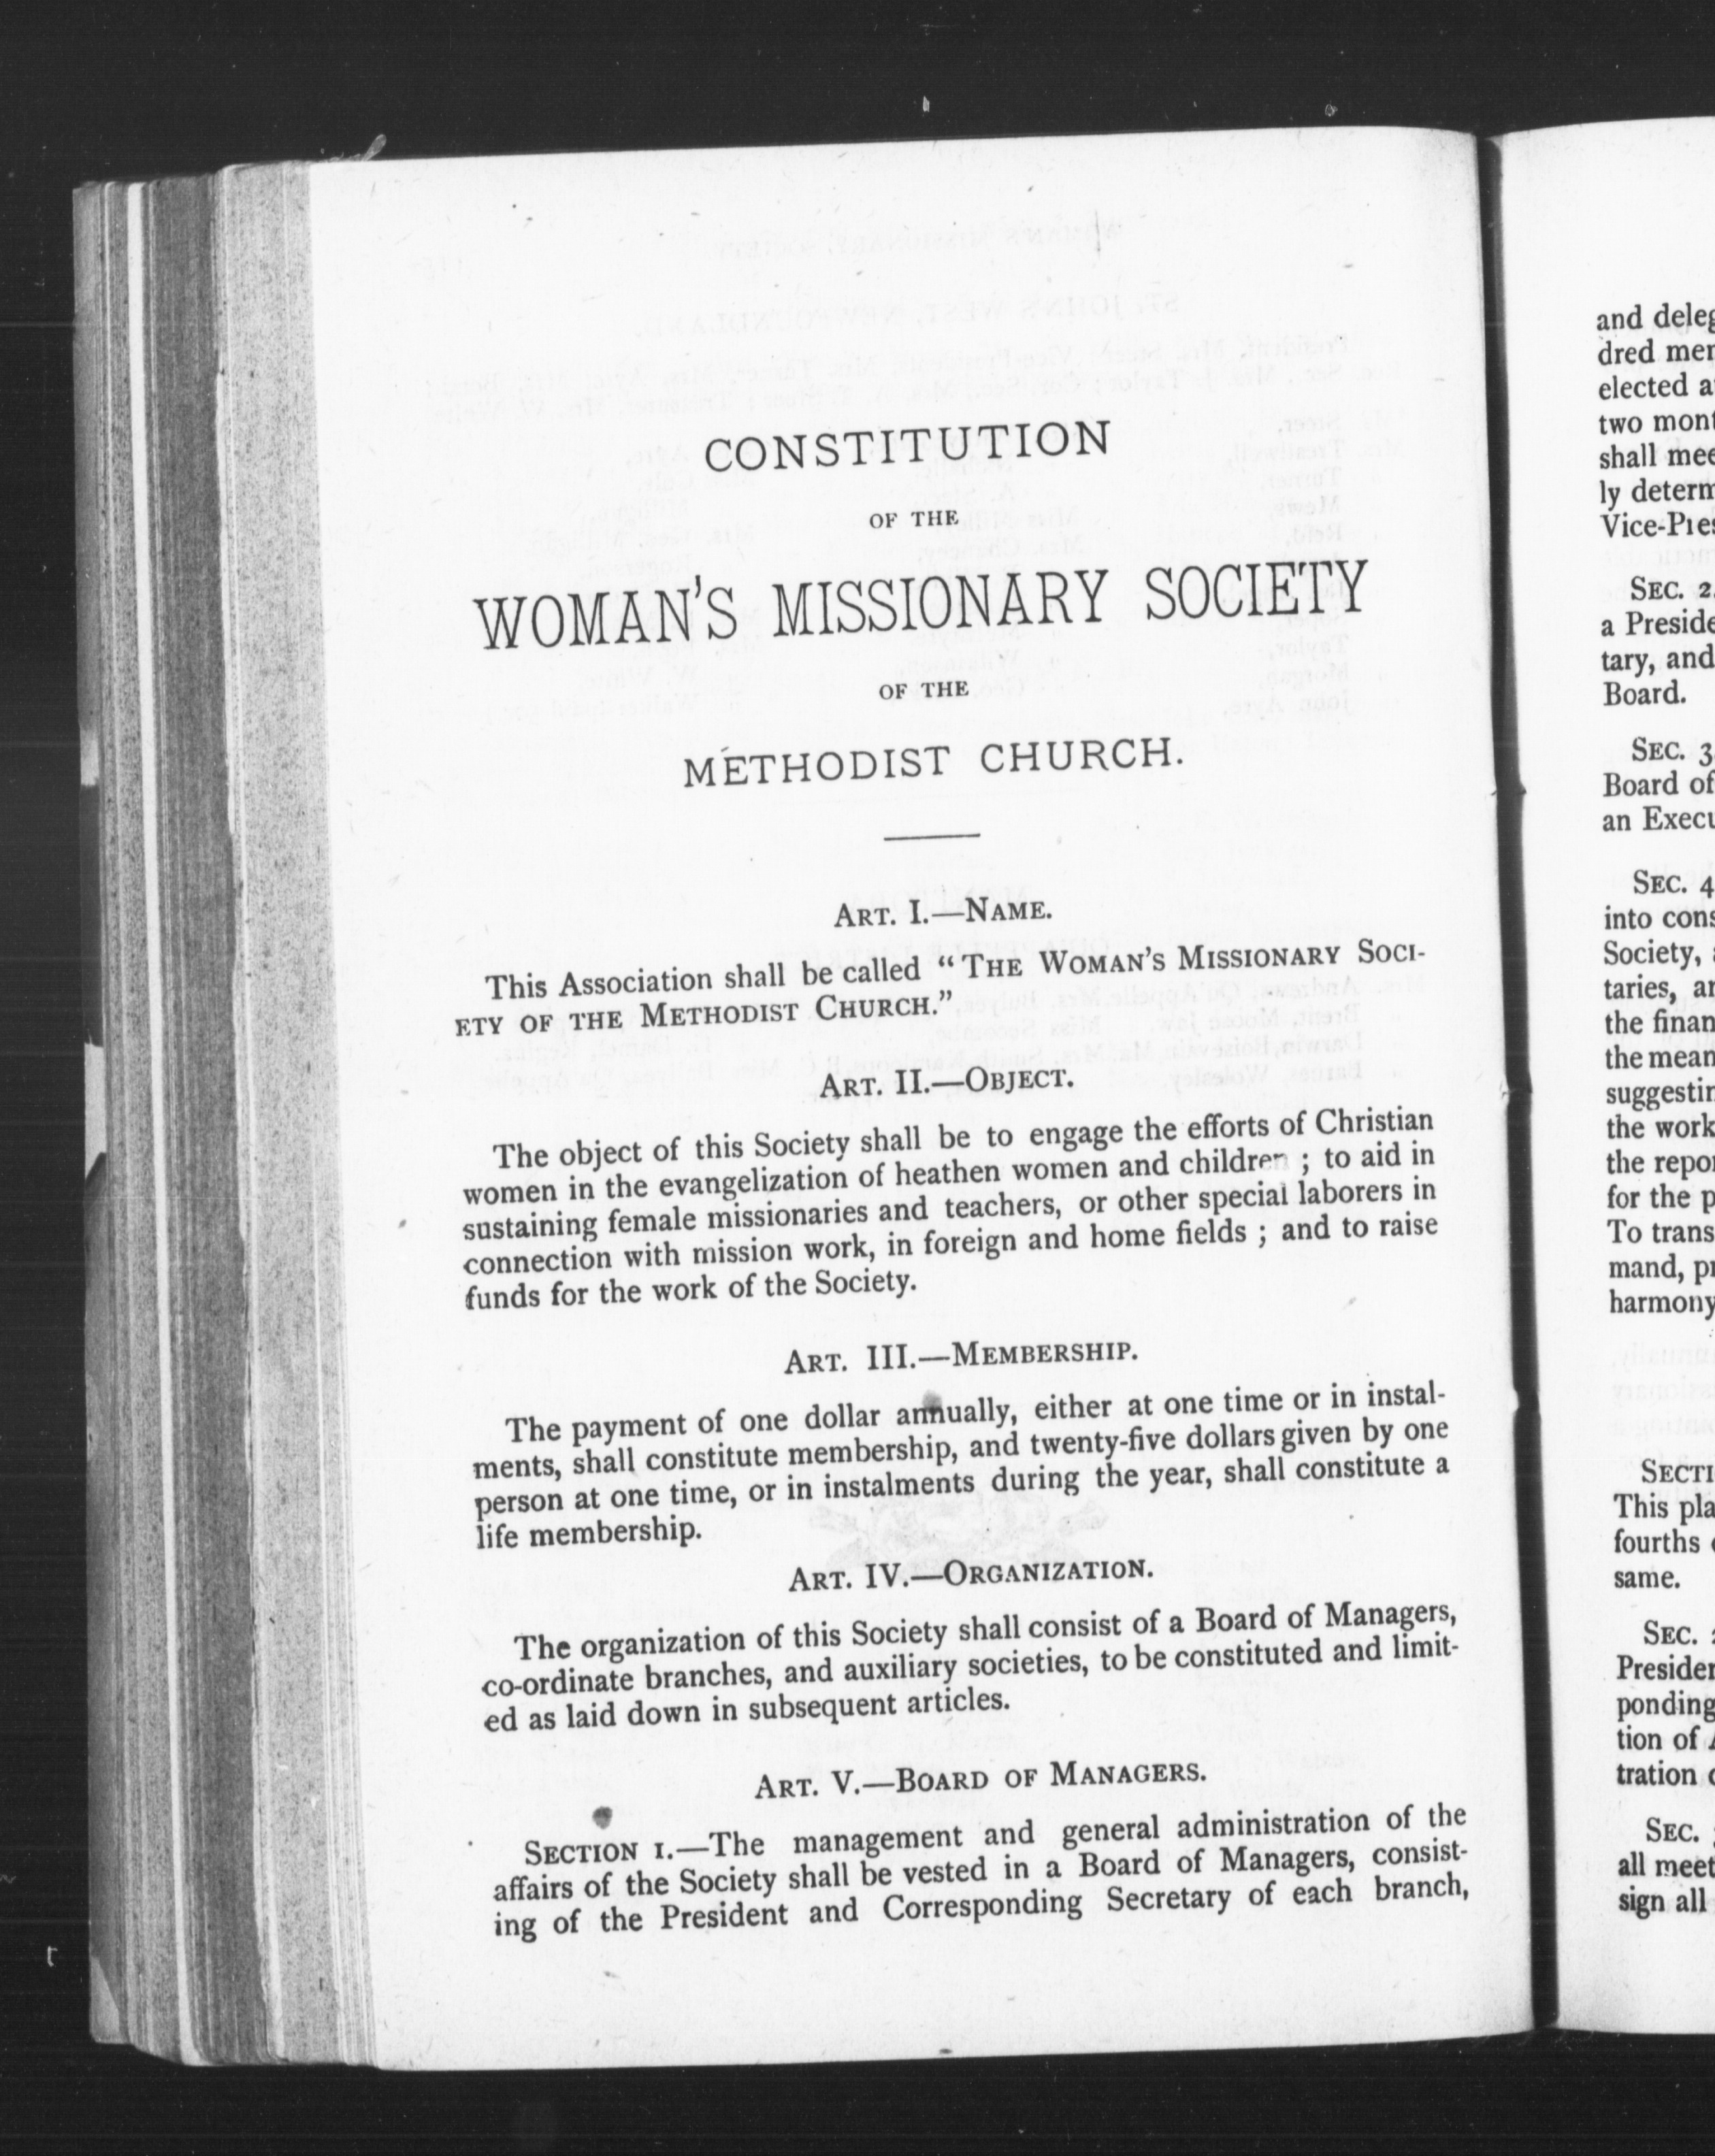 CONSTITUTION
OF THE
WOMAN'S MISSIONARY SOCIETY
OF THE
METHODIST CHURCH.
ART. I.—NAME.
This Association shall be called “THE WOMAN'S MISSIONARY SOCI-
ETY OF THE METHODIST CHURCH.”
ART. II.—OBJECT.
The object of this Society shall be to engage the efforts of Christian
women in the evangelization of heathen women and children ; to aid in
sustaining female missionaries and teachers, or other special laborers in
connection with mission work, in foreign and home fields ; and to raise
funds for the work of the Society.
ART. III.—MEMBERSHIP.
The payment of one dollar annually, either at one time or in instal-
ments, shall constitute membership, and twenty-five dollars given by one
person at one time, or in instalments during the year, shall constitute a
life membership.
ART. IV.—ORGANIZATION.
The organization of this Society shall consist of a Board of Managers,
co-ordinate branches, and auxiliary societies, to be constituted and limit-
ed as laid down in subsequent articles.
ART. V.—BOARD OF MANAGERS.
SECTION 1.—The management and general administration of the
affairs of the Society shall be vested in a Board of Managers, consist-
ing of the President and Corresponding Secretary of each branch,
and deleg
dred mem
elected a
two mont
shall mee
ly determ
Vice-Pres
SEC. 2.
a Preside
tary, and
Board.
SEC. 3.
Board of
an Execu
SEC. 4
into cons
Society,
taries, an
the finan
the mean
suggestin
the work
the repor
for the p
To trans
mand, pr
harmony
SECTI
This pla
fourths
same.
SEC.
Presiden
ponding
tion of
tration
SEC.
all meet
sign all